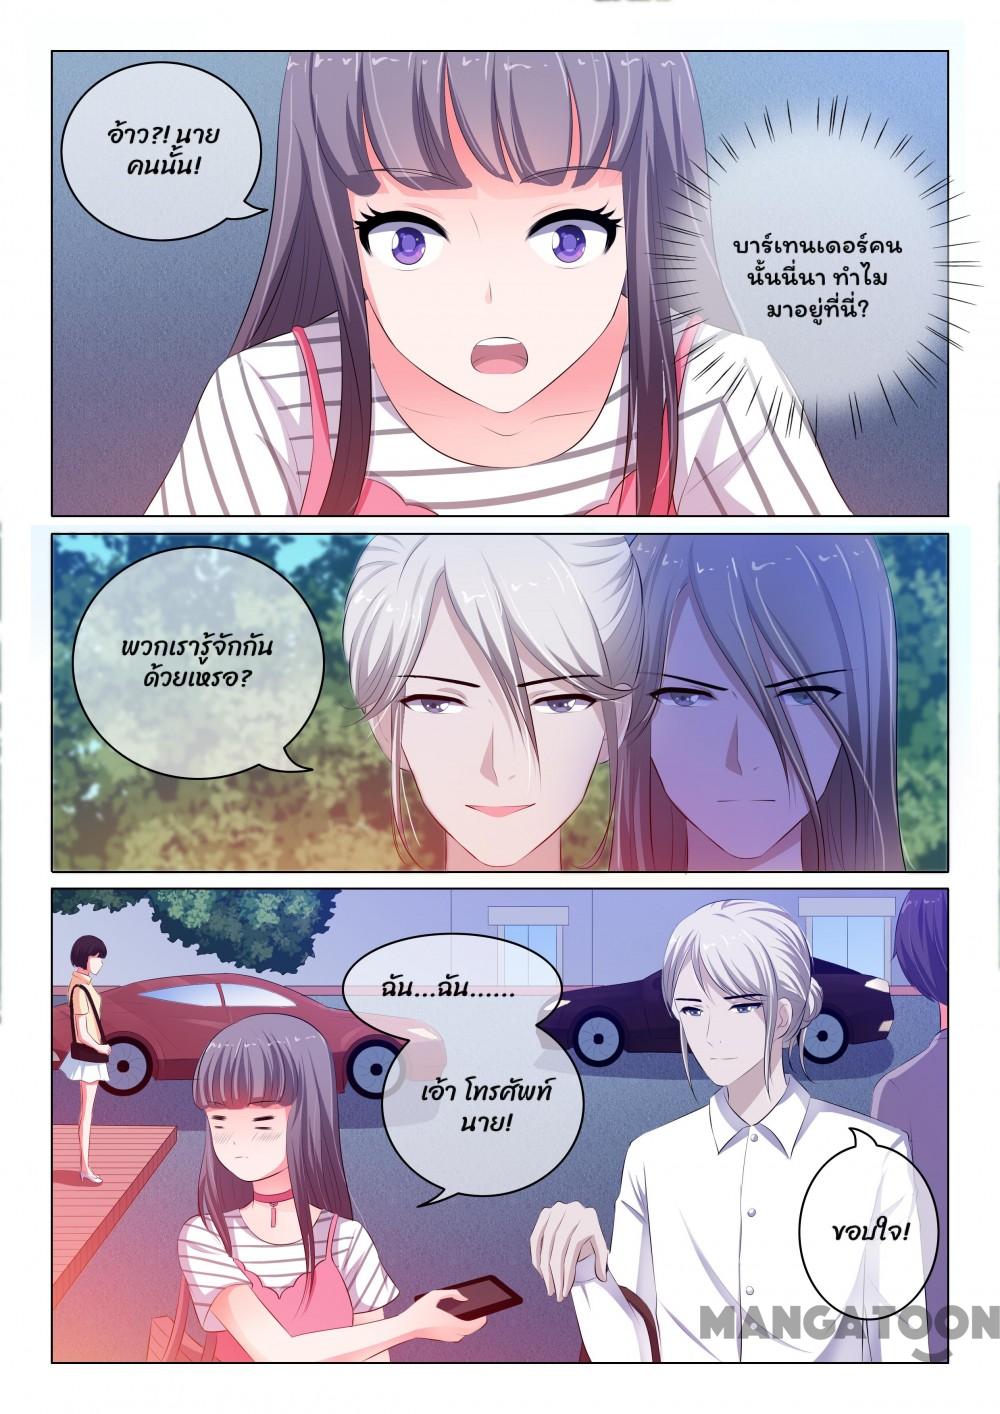 อ้าว?! นาย
คนนั้น!
บาร์เทนเดอร์คน
นั้นนี่นา ทำไม
มาอยู่ที่นี่?
พวกเรารู้จักกัน
ด้วยเหรอ?
ฉัน...ฉัน......
เอ้า โทรศัพท์
นาย!
ขอบใจ!
MANGATOON